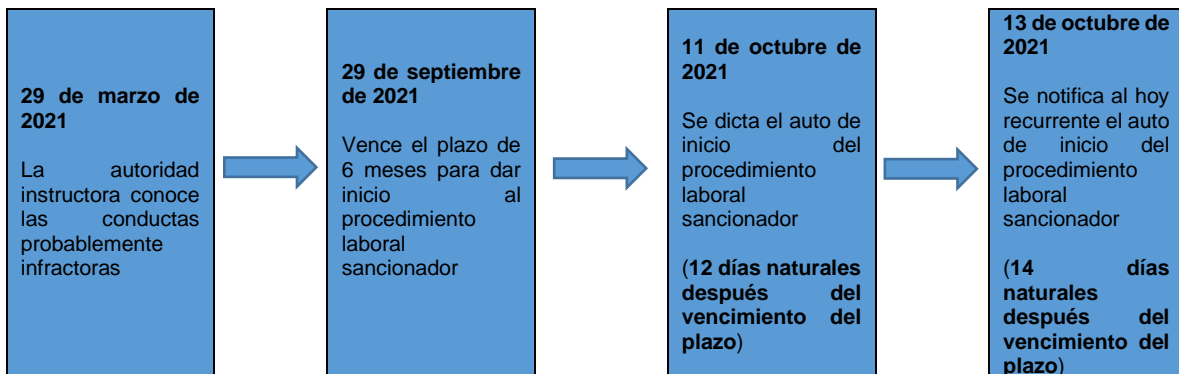 29 de marzo de
2021
La autoridad
instructora conoce
las conductas
probablemente
infractoras
29 de septiembre
de 2021
Vence el plazo de
6 meses para dar
inicio al
procedimiento
laboral
sancionador
11 de octubre de
2021
Se dicta el auto de
inicio del
procedimiento
laboral
sancionador
(12 días naturales
después del
vencimiento del
plazo)
13 de octubre de
2021
Se notifica al hoy
recurrente el auto
de inicio del
procedimiento
laboral
sancionador
(14 días
naturales
después del
vencimiento del
plazo)